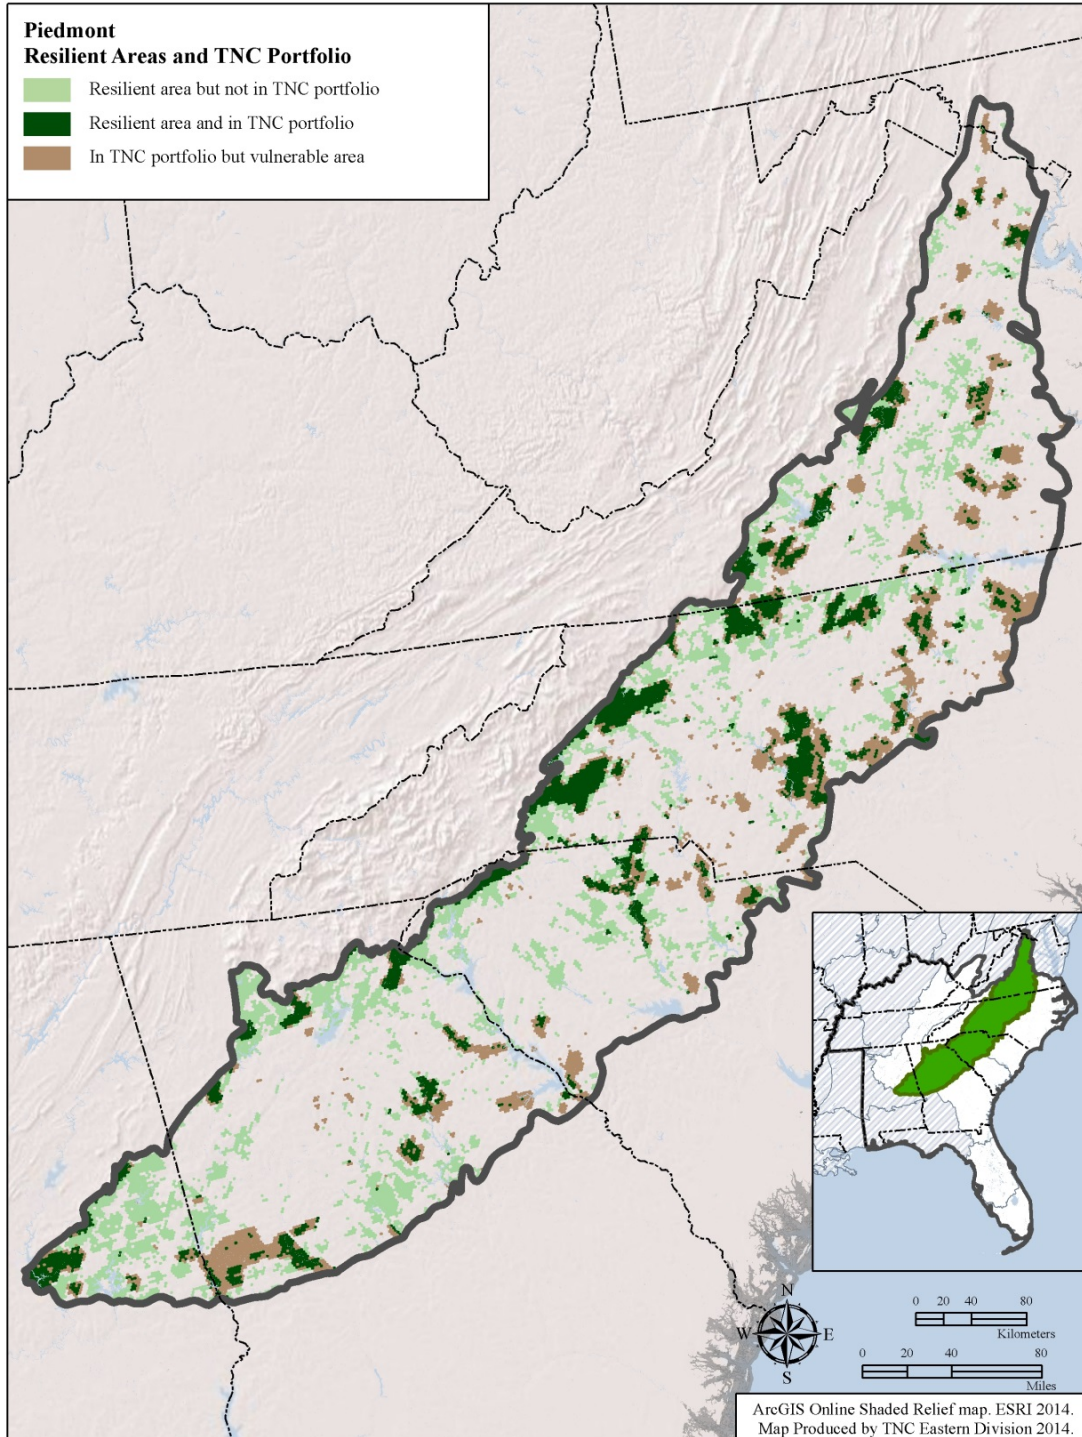 Piedmont
Resilient Areas and TNC Portfolio
Resilient area but not in TNC portfolio
Resilient area and in TNC portfolio
In TNC portfolio but vulnerable area
N
W E
S
0 20 40 80
Kilometers
0 20 40 80
Miles
ArcGIS Online Shaded Relief map. ESRI 2014.
Map Produced by TNC Eastern Division 2014.